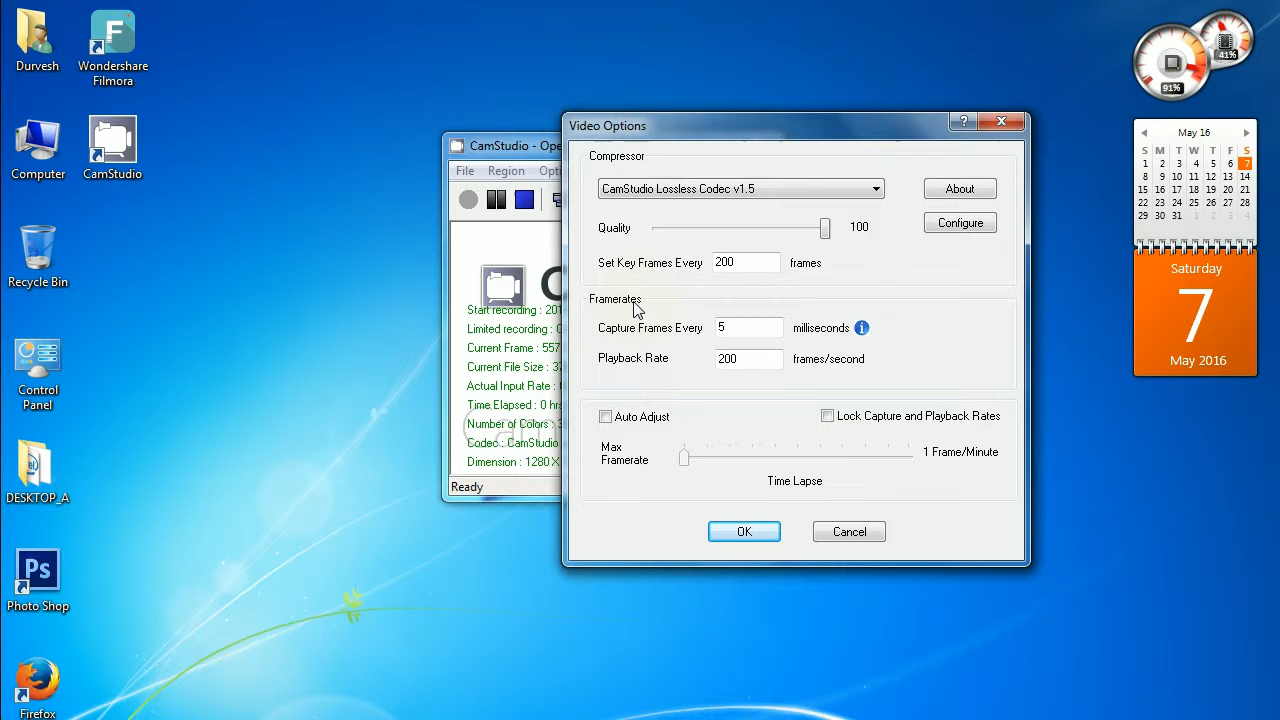 Durvesh
Wondershare
Filmora
Computer
CamStudio
Recycle Bin
Control
Panel
DESKTOP_A
Ps
Photo Shop
Firefox
CamStudio - Ope
File Region Opti
Start recording : 201
Limited recording :
Current Frame : 557
Current File Size : 37
Actual Input Rate :
Time Elapsed : 0 hrs
Number of Colors : 3
Codec : CamStudio
Dimension : 1280 X
Ready
Video Options
Compressor
CamStudio Lossless Codec v1.5
About
Quality 100
Configure
Set Key Frames Every 200 frames
Framerates
Capture Frames Every 5 milliseconds
Playback Rate 200 frames/second
Auto Adjust
Lock Capture and Playback Rates
Max
Framerate
1 Frame/Minute
Time Lapse
OK Cancel
41%
91%
May 16
S M T W T F S
1 2 3 4 5 6 7
8 9 10 11 12 13 14
15 16 17 18 19 20 21
22 23 24 25 26 27 28
29 30 31 1 2 3 4
Saturday
7
May 2016